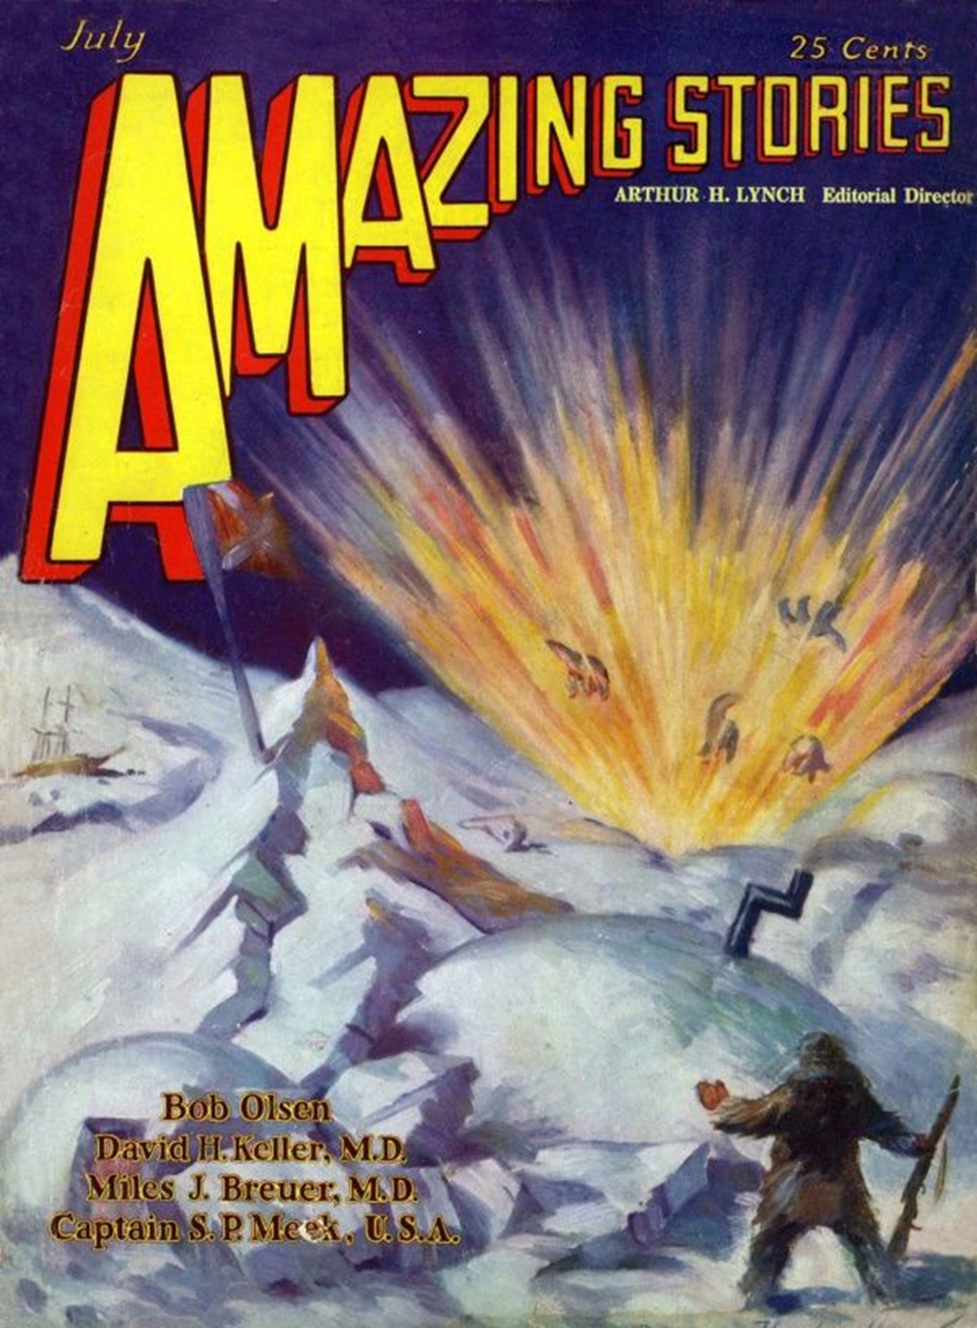 July
25 Cents
AMAZING STORIES
ARTHUR H. LYNCH Editorial Director
Bob Olsen
David H. Keller, M.D.
Miles J. Breuer, M.D.
Captain S. P. Meek, U. S. A.